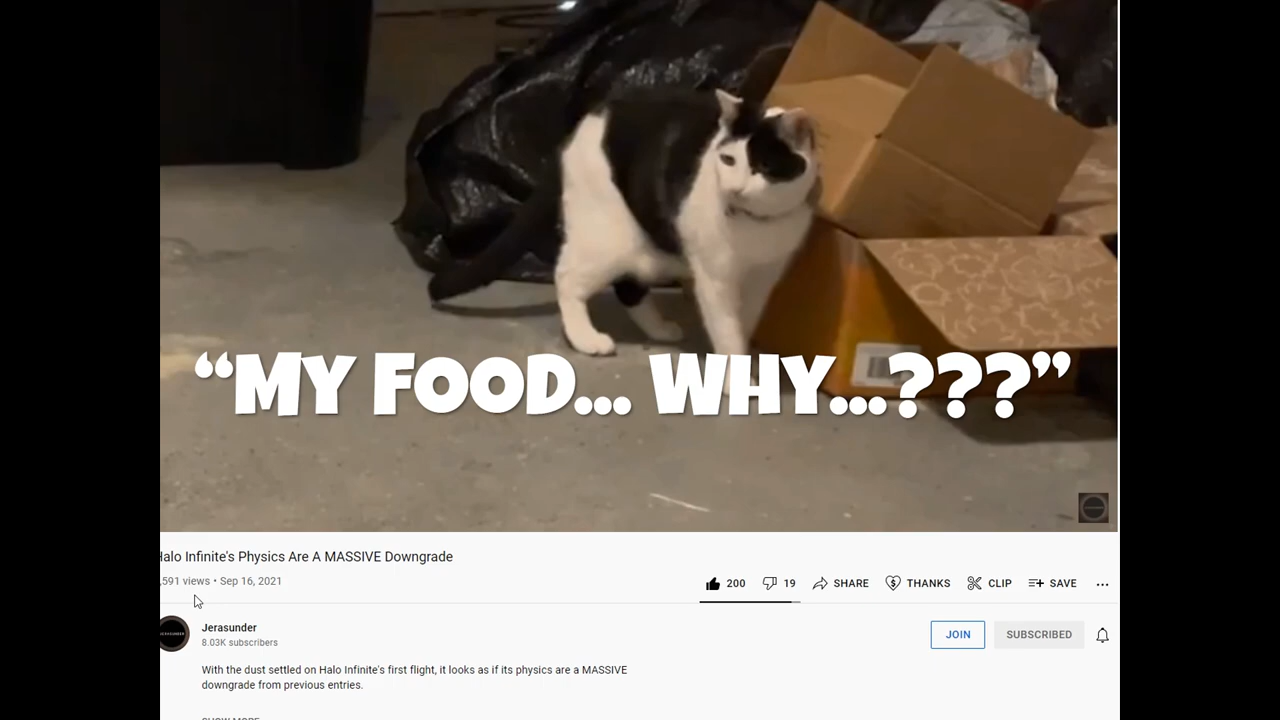 “MY FOOD... WHY...???”
Halo Infinite's Physics Are A MASSIVE Downgrade
,591 views • Sep 16, 2021
200
19
SHARE
THANKS
CLIP
SAVE
Jerasunder
8.03K subscribers
JOIN
SUBSCRIBED
With the dust settled on Halo Infinite's first flight, it looks as if its physics are a MASSIVE
downgrade from previous entries.
SHOW MORE